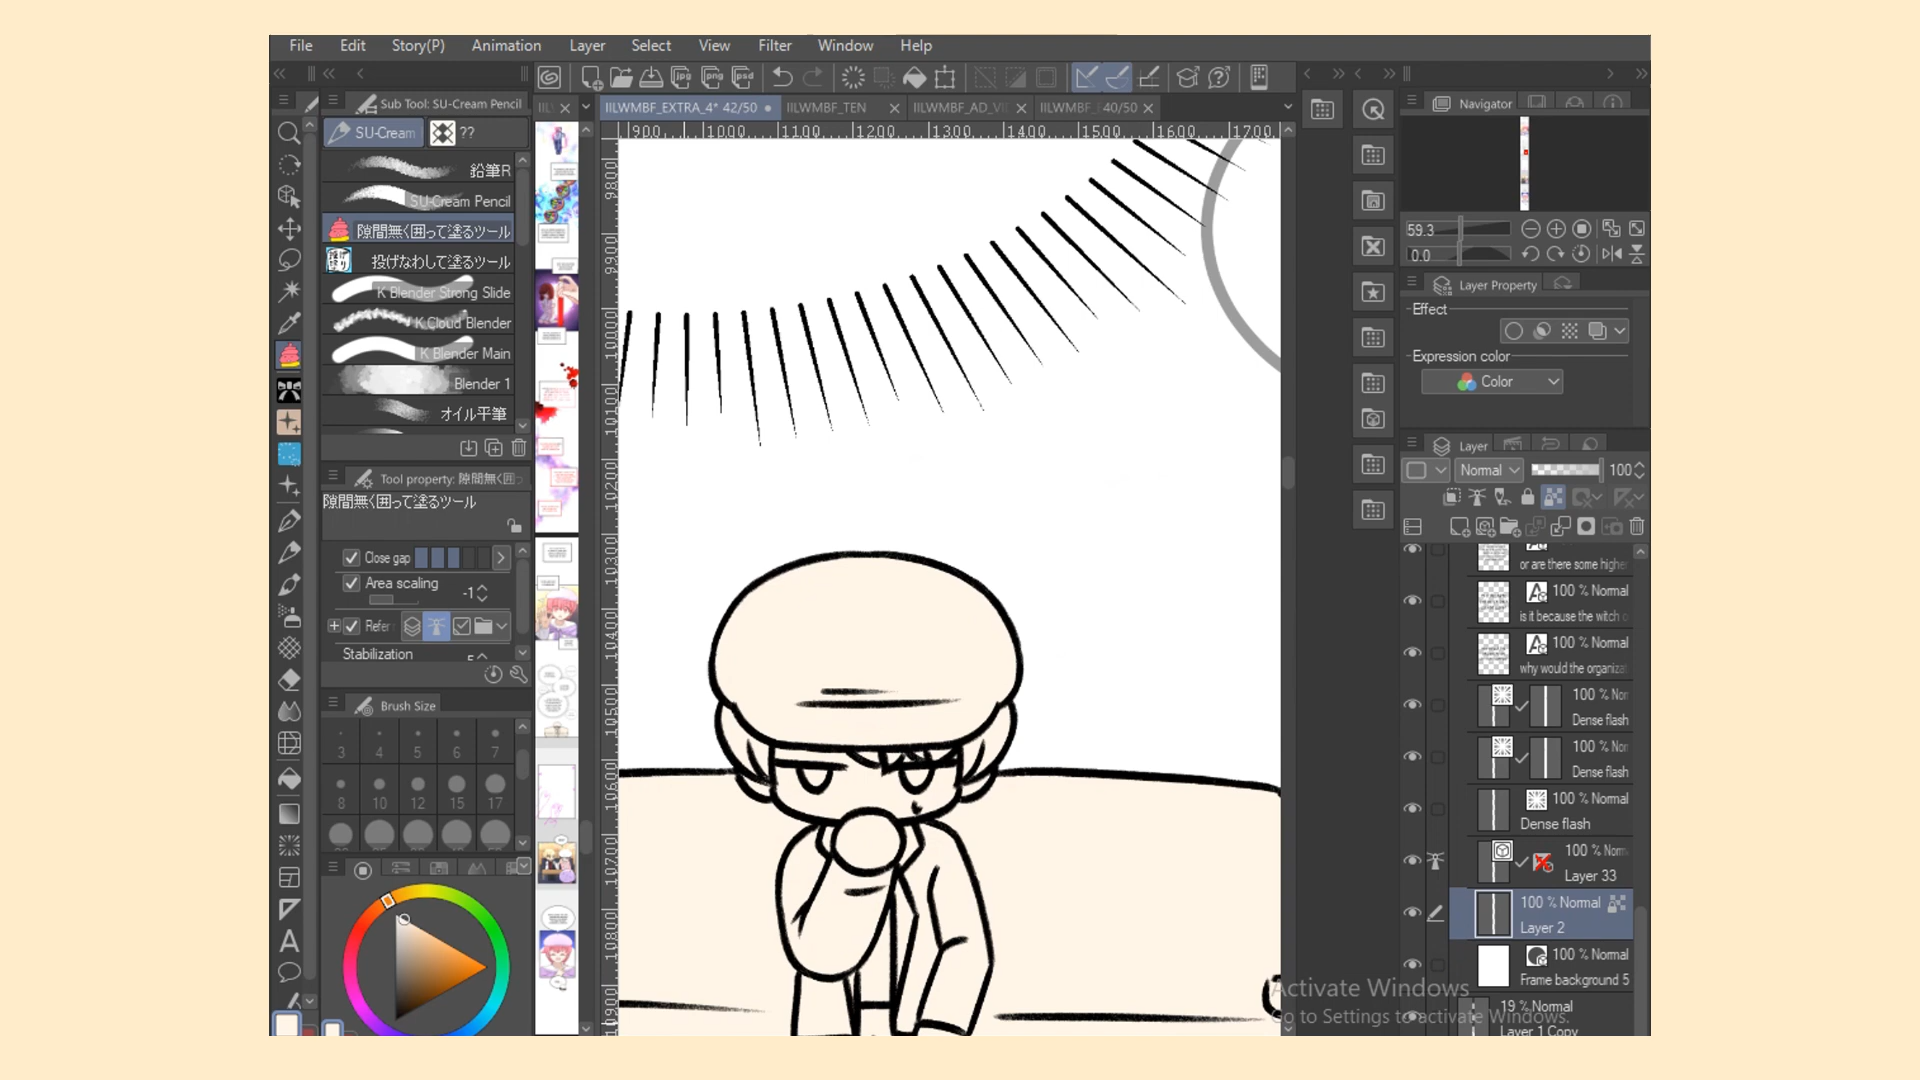 File Edit Story(P) Animation Layer Select View Filter Window Help
Sub Tool: SU-Cream Pencil
SU-Cream ??
鉛筆R
SU-Cream Pencil
隙間無く囲って塗るツール
投げなわして塗るツール
K Blender Strong Slide
K Cloud Blender
K Blender Main
Blender 1
オイル平筆
Tool property: 隙間無く囲っ
隙間無く囲って塗るツール
Close gap
Area scaling
-1
Refer
Stabilization 5
Brush Size
3 4 5 6 7
8 10 12 15 17
jpg png psd
IILWMBF_EXTRA_4* 42/50 IILWMBF_TEN IILWMBF_AD_VI IILWMBF_ 40/50
900 1000 1100 1200 1300 1400 1500 1600 1700
9800
9900
10000
10100
10200
10300
10400
10500
10600
10700
10800
10900
Navigator
59.3
0.0
Layer Property
Effect
Expression color
Color
Layer
Normal 100
or are there some highe
100 % Normal
is it because the witch
100 % Normal
why would the organiza
100 % Nor
Dense flash
100 % Nor
Dense flash
100 % Normal
Dense flash
100 % Norm
Layer 33
100 % Normal
Layer 2
100 % Normal
Frame background 5
19 % Normal
Layer 1 Copy
Activate Windows
Go to Settings to activate Windows.